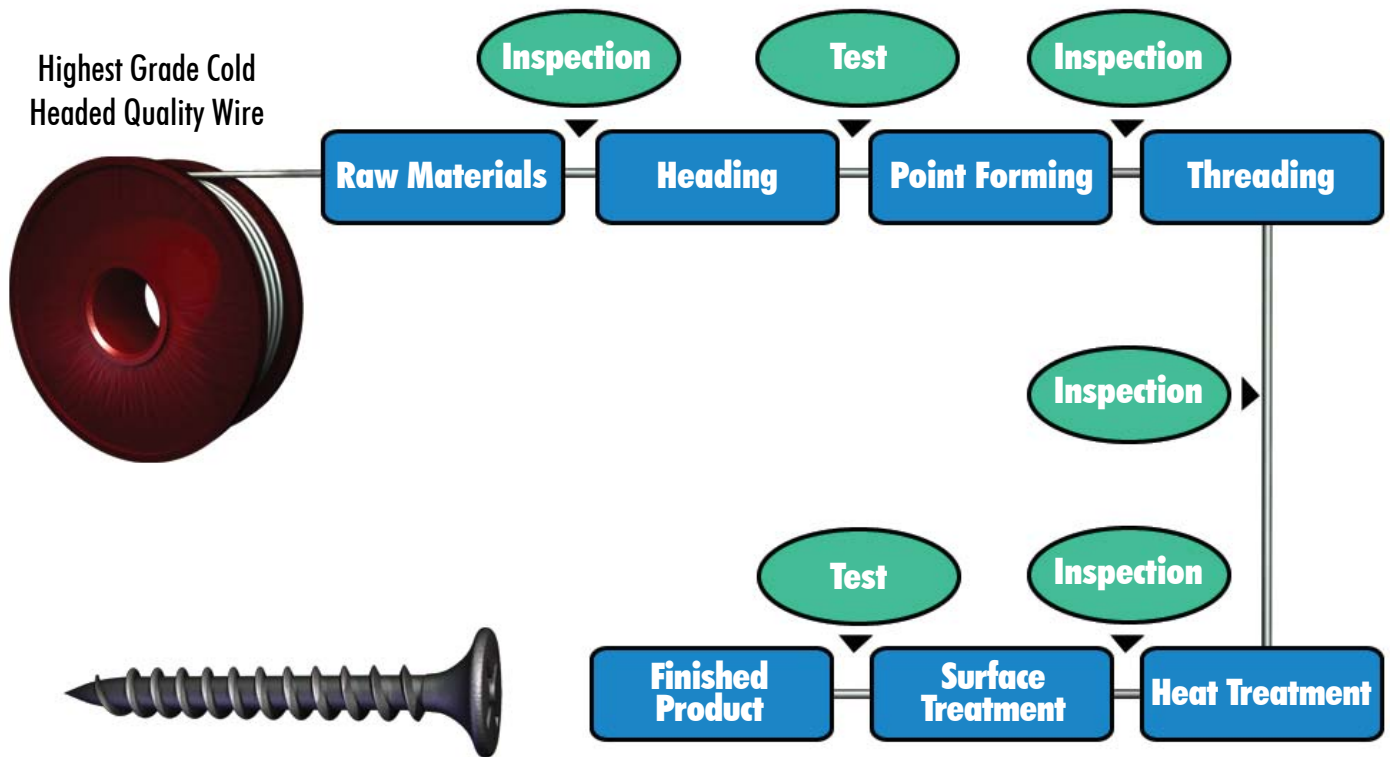 Highest Grade Cold
Headed Quality Wire
Inspection
Test
Inspection
Raw Materials
Heading
Point Forming
Threading
Inspection
Test
Inspection
Finished
Product
Surface
Treatment
Heat Treatment